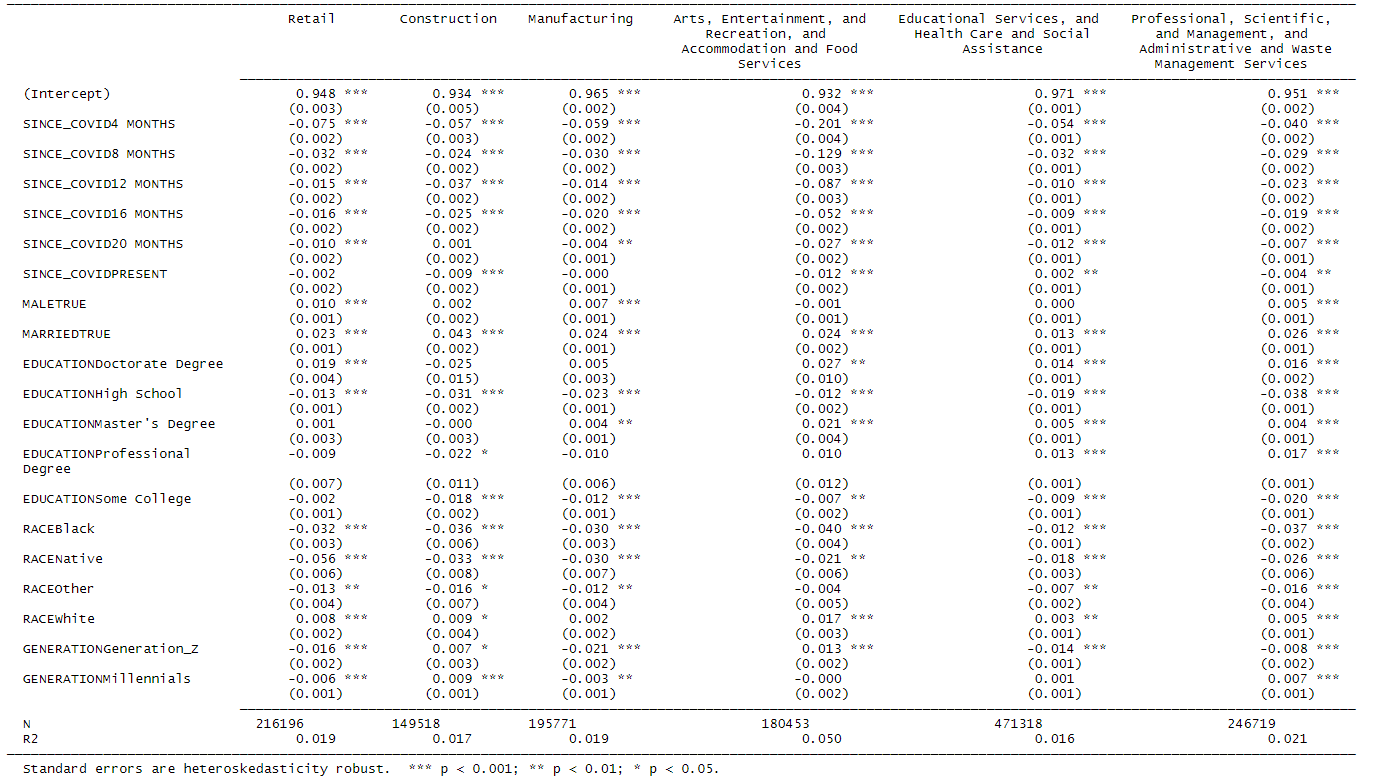 Retail Construction Manufacturing Arts, Entertainment, and Educational Services, and Professional, Scientific,
Recreation, and Health Care and Social and Management, and
Accommodation and Food Assistance Administrative and Waste
Services Management Services
(Intercept) 0.948 *** 0.934 *** 0.965 *** 0.932 *** 0.971 *** 0.951 ***
(0.003) (0.005) (0.002) (0.004) (0.001) (0.002)
SINCE_COVID4 MONTHS -0.075 *** -0.057 *** -0.059 *** -0.201 *** -0.054 *** -0.040 ***
(0.002) (0.003) (0.002) (0.004) (0.001) (0.002)
SINCE_COVID8 MONTHS -0.032 *** -0.024 *** -0.030 *** -0.129 *** -0.032 *** -0.029 ***
(0.002) (0.002) (0.002) (0.003) (0.001) (0.002)
SINCE_COVID12 MONTHS -0.015 *** -0.037 *** -0.014 *** -0.087 *** -0.010 *** -0.023 ***
(0.002) (0.002) (0.002) (0.003) (0.001) (0.002)
SINCE_COVID16 MONTHS -0.016 *** -0.025 *** -0.020 *** -0.052 *** -0.009 *** -0.019 ***
(0.002) (0.002) (0.002) (0.002) (0.001) (0.002)
SINCE_COVID20 MONTHS -0.010 *** 0.001 -0.004 ** -0.027 *** -0.012 *** -0.007 ***
(0.002) (0.002) (0.001) (0.002) (0.001) (0.001)
SINCE_COVIDPRESENT -0.002 -0.009 *** -0.000 -0.012 *** 0.002 ** -0.004 **
(0.002) (0.002) (0.001) (0.002) (0.001) (0.001)
MALETRUE 0.010 *** 0.002 0.007 *** -0.001 0.000 0.005 ***
(0.001) (0.002) (0.001) (0.001) (0.001) (0.001)
MARRIEDTRUE 0.023 *** 0.043 *** 0.024 *** 0.024 *** 0.013 *** 0.026 ***
(0.001) (0.002) (0.001) (0.002) (0.001) (0.001)
EDUCATIONDoctorate Degree 0.019 *** -0.025 0.005 0.027 ** 0.014 *** 0.016 ***
(0.004) (0.015) (0.003) (0.010) (0.001) (0.002)
EDUCATIONHigh School -0.013 *** -0.031 *** -0.023 *** -0.012 *** -0.019 *** -0.038 ***
(0.001) (0.002) (0.001) (0.002) (0.001) (0.001)
EDUCATIONMaster's Degree 0.001 -0.000 0.004 ** 0.021 *** 0.005 *** 0.004 ***
(0.003) (0.003) (0.001) (0.004) (0.001) (0.001)
EDUCATIONProfessional -0.009 -0.022 * -0.010 0.010 0.013 *** 0.017 ***
Degree
(0.007) (0.011) (0.006) (0.012) (0.001) (0.001)
EDUCATIONSome College -0.002 -0.018 *** -0.012 *** -0.007 ** -0.009 *** -0.020 ***
(0.001) (0.002) (0.001) (0.002) (0.001) (0.001)
RACEBlack -0.032 *** -0.036 *** -0.030 *** -0.040 *** -0.012 *** -0.037 ***
(0.003) (0.006) (0.003) (0.004) (0.001) (0.002)
RACENative -0.056 *** -0.033 *** -0.030 *** -0.021 ** -0.018 *** -0.026 ***
(0.006) (0.008) (0.007) (0.006) (0.003) (0.006)
RACEOther -0.013 ** -0.016 * -0.012 ** -0.004 -0.007 ** -0.016 ***
(0.004) (0.007) (0.004) (0.005) (0.002) (0.004)
RACEWhite 0.008 *** 0.009 * 0.002 0.017 *** 0.003 ** 0.005 ***
(0.002) (0.004) (0.002) (0.003) (0.001) (0.001)
GENERATIONGeneration_Z -0.016 *** 0.007 * -0.021 *** 0.013 *** -0.014 *** -0.008 ***
(0.002) (0.003) (0.002) (0.002) (0.001) (0.002)
GENERATIONMillennials -0.006 *** 0.009 *** -0.003 ** -0.000 0.001 0.007 ***
(0.001) (0.001) (0.001) (0.002) (0.001) (0.001)
N 216196 149518 195771 180453 471318 246719
R2 0.019 0.017 0.019 0.050 0.016 0.021
Standard errors are heteroskedasticity robust. *** p < 0.001; ** p < 0.01; * p < 0.05.